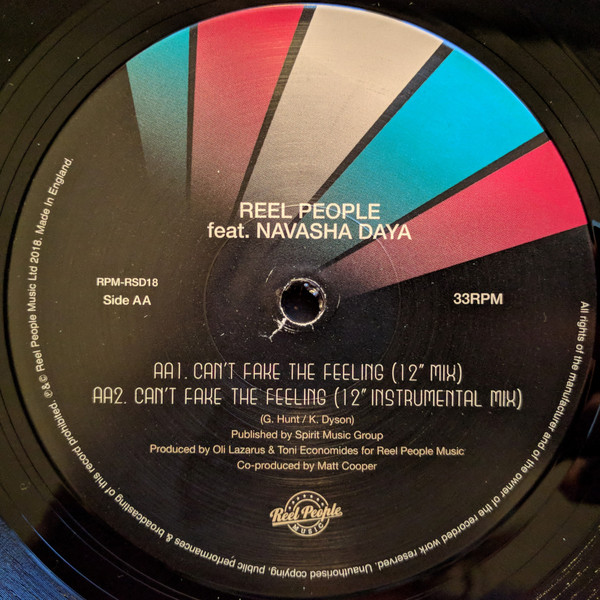 REEL PEOPLE
feat. NAVASHA DAYA
RPM-RSD18
Side AA
33RPM
AA1. CAN'T FAKE THE FEELING (12" MIX)
AA2. CAN'T FAKE THE FEELING (12" INSTRUMENTAL MIX)
(G. Hunt / K. Dyson)
Published by Spirit Music Group
Produced by Oli Lazarus & Toni Economides for Reel People Music
Co-produced by Matt Cooper
Reel People
MUSIC
℗&© Reel People Music Ltd 2018. Made In England.
All rights of the manufacturer and of the owner of the recorded work reserved. Unauthorised copying, public performances & broadcasting of this record prohibited.